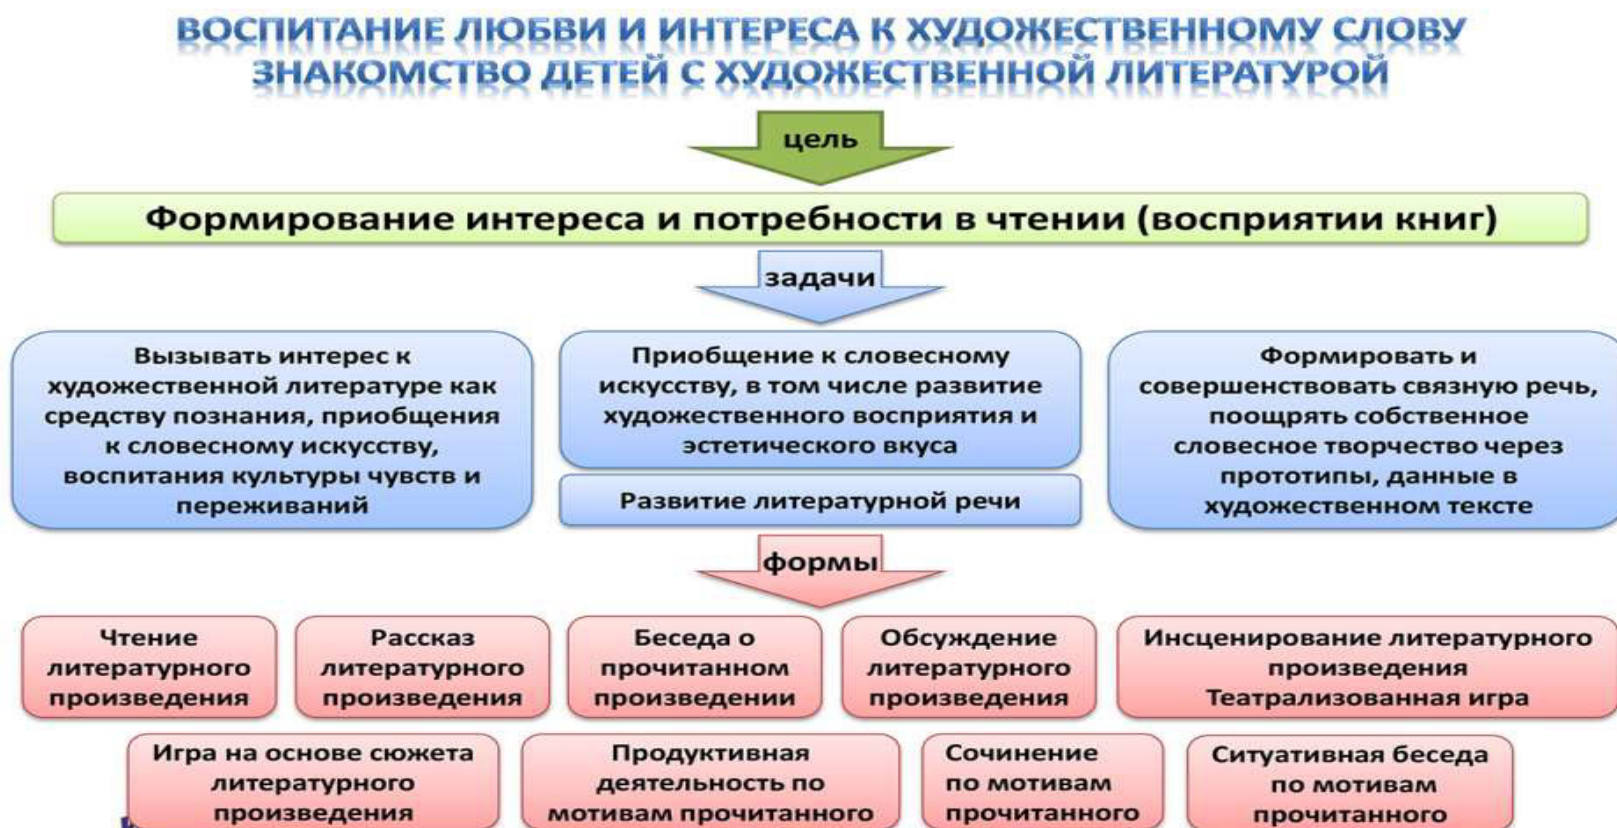 ВОСПИТАНИЕ ЛЮБВИ И ИНТЕРЕСА К ХУДОЖЕСТВЕННОМУ СЛОВУ
ЗНАКОМСТВО ДЕТЕЙ С ХУДОЖЕСТВЕННОЙ ЛИТЕРАТУРОЙ
цель
Формирование интереса и потребности в чтении (восприятии книг)
задачи
Вызывать интерес к
художественной литературе как
средству познания, приобщения
к словесному искусству,
воспитания культуры чувств и
переживаний
Приобщение к словесному
искусству, в том числе развитие
художественного восприятия и
эстетического вкуса
Развитие литературной речи
Формировать и
совершенствовать связную речь,
поощрять собственное
словесное творчество через
прототипы, данные в
художественном тексте
формы
Чтение
литературного
произведения
Рассказ
литературного
произведения
Беседа о
прочитанном
произведении
Обсуждение
литературного
произведения
Инсценирование литературного
произведения
Театрализованная игра
Игра на основе сюжета
литературного
произведения
Продуктивная
деятельность по
мотивам прочитанного
Сочинение
по мотивам
прочитанного
Ситуативная беседа
по мотивам
прочитанного